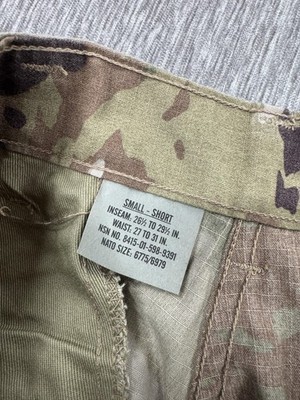 SMALL - SHORT
INSEAM: 26½ TO 29½ IN.
WAIST: 27 TO 31 IN.
NSN NO. 8415-01-598-9391
NATO SIZE: 6775/6979